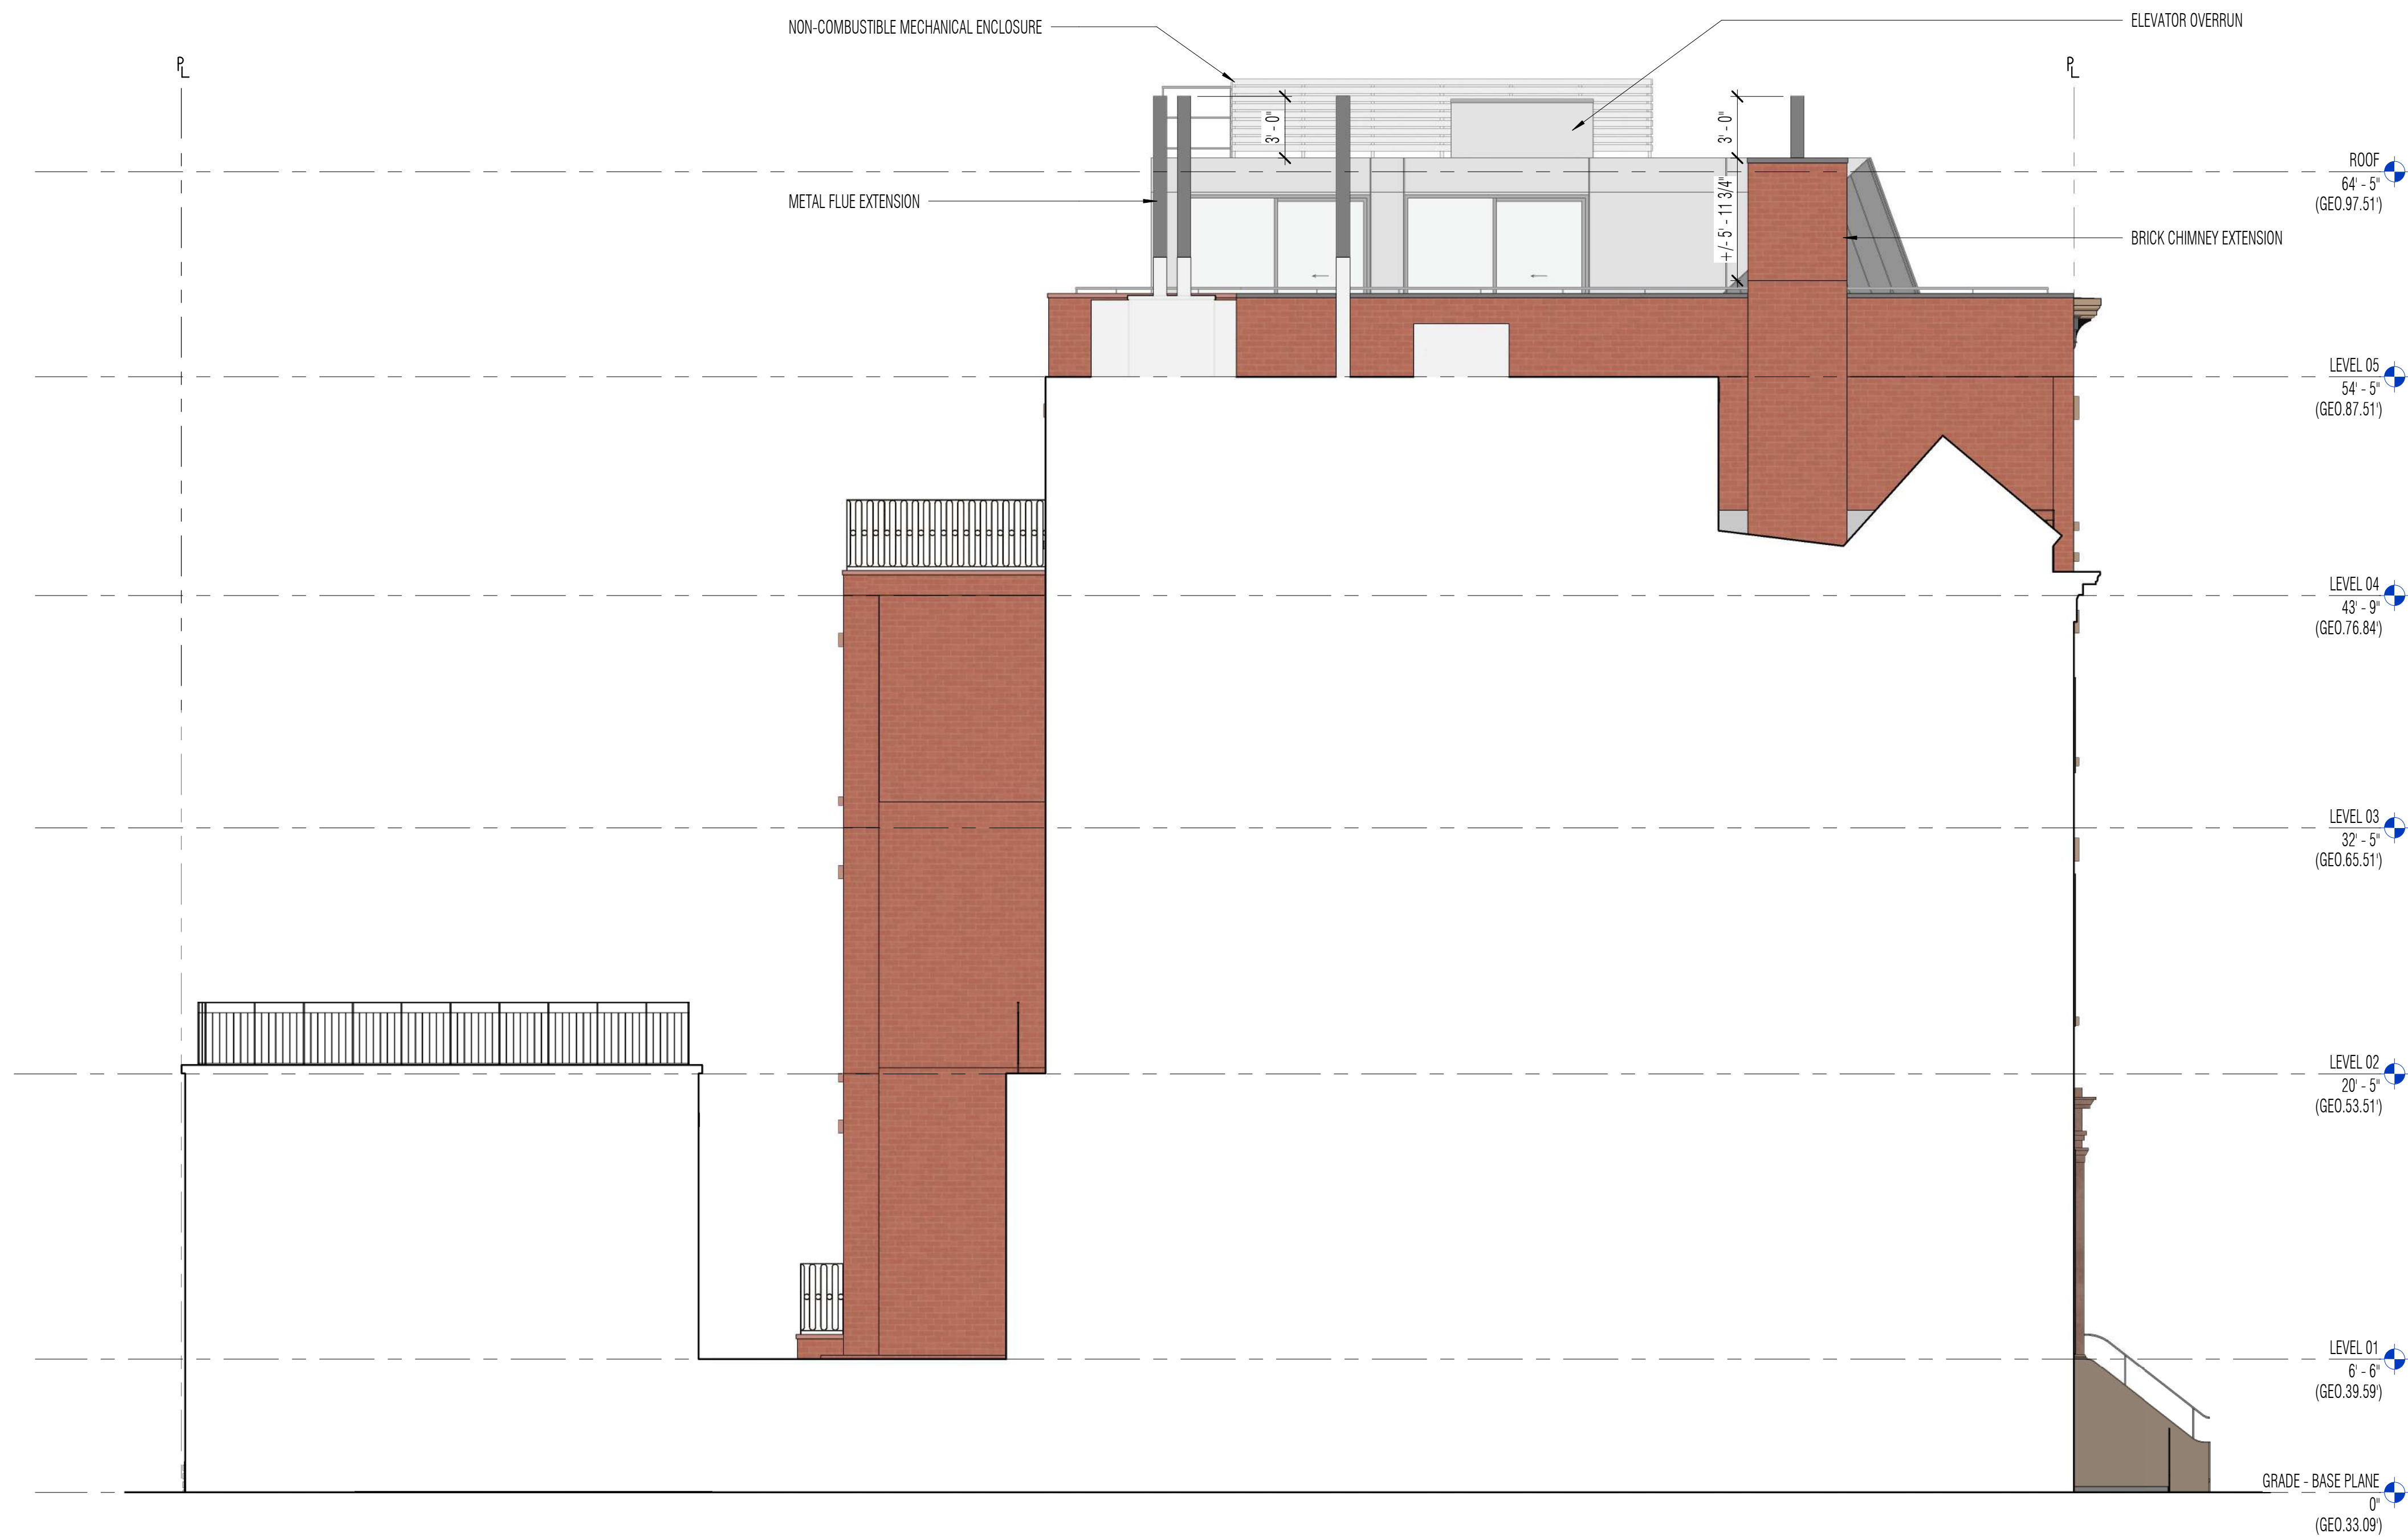 NON-COMBUSTIBLE MECHANICAL ENCLOSURE
ELEVATOR OVERRUN
PL
PL
3' - 0"
3' - 0"
ROOF
64' - 5"
(GEO.97.51')
METAL FLUE EXTENSION
+/- 5' - 11 3/4"
BRICK CHIMNEY EXTENSION
LEVEL 05
54' - 5"
(GEO.87.51')
LEVEL 04
43' - 9"
(GEO.76.84')
LEVEL 03
32' - 5"
(GEO.65.51')
LEVEL 02
20' - 5"
(GEO.53.51')
LEVEL 01
6' - 6"
(GEO.39.59')
GRADE - BASE PLANE
0"
(GEO.33.09')